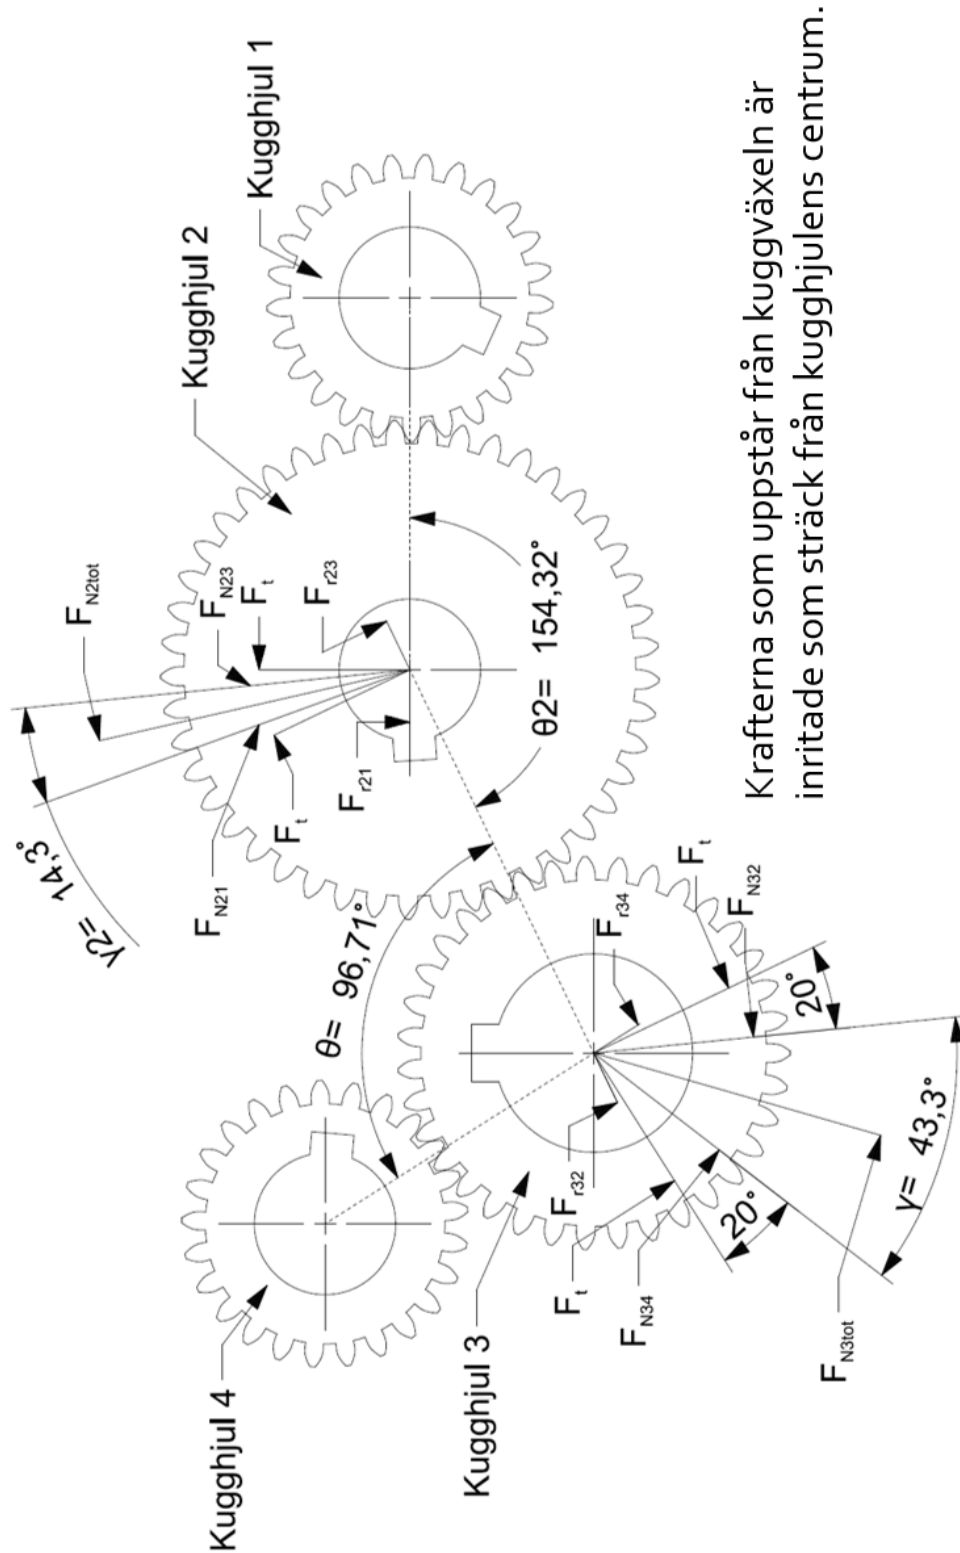 Kugghjul 1
Kugghjul 2
F_N2tot
F_N23
F_t
F_r23
γ2= 14,3°
F_N21
F_t
F_r21
θ2= 154,32°
θ= 96,71°
Kugghjul 4
Kugghjul 3
F_r34
F_t
F_N32
20°
F_r32
F_t
F_N34
20°
γ= 43,3°
F_N3tot
Krafterna som uppstår från kuggväxeln är
inritade som sträck från kugghjulens centrum.